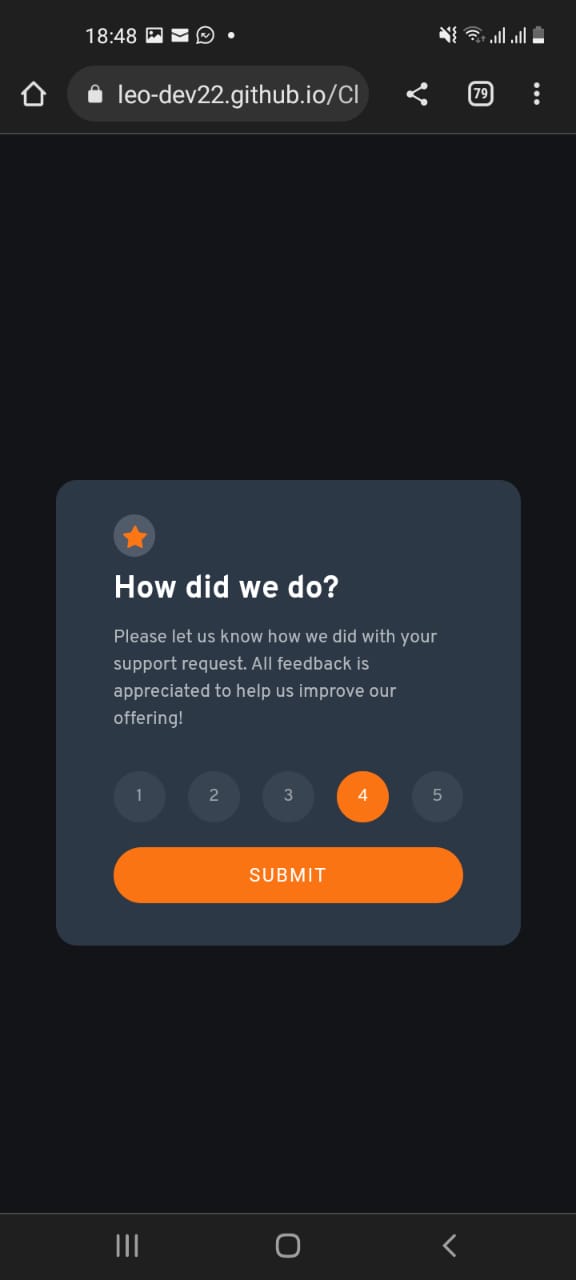 18:48
leo-dev22.github.io/Cl
79
How did we do?
Please let us know how we did with your
support request. All feedback is
appreciated to help us improve our
offering!
1 2 3 4 5
SUBMIT